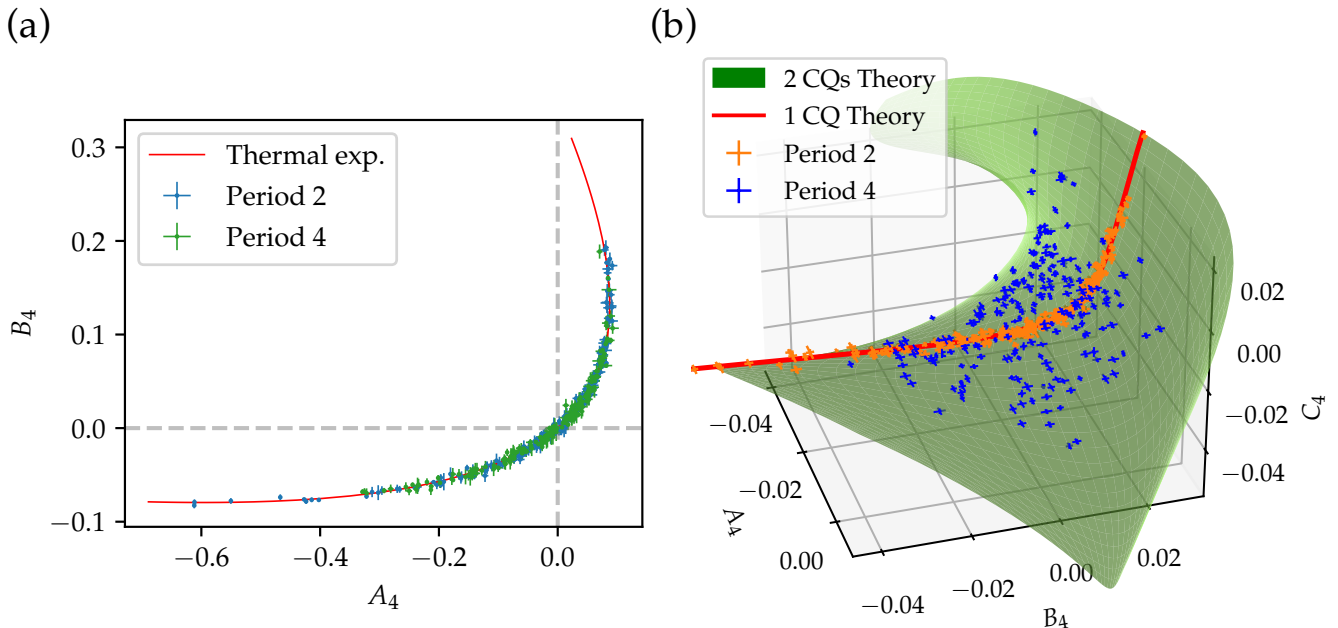 (a)
0.3
0.2
0.1
0.0
−0.1
B4
−0.6
−0.4
−0.2
0.0
A4
Thermal exp.
Period 2
Period 4
(b)
2 CQs Theory
1 CQ Theory
Period 2
Period 4
−0.04
−0.02
0.00
A4
−0.04
−0.02
0.00
0.02
B4
0.02
0.00
−0.02
−0.04
C4